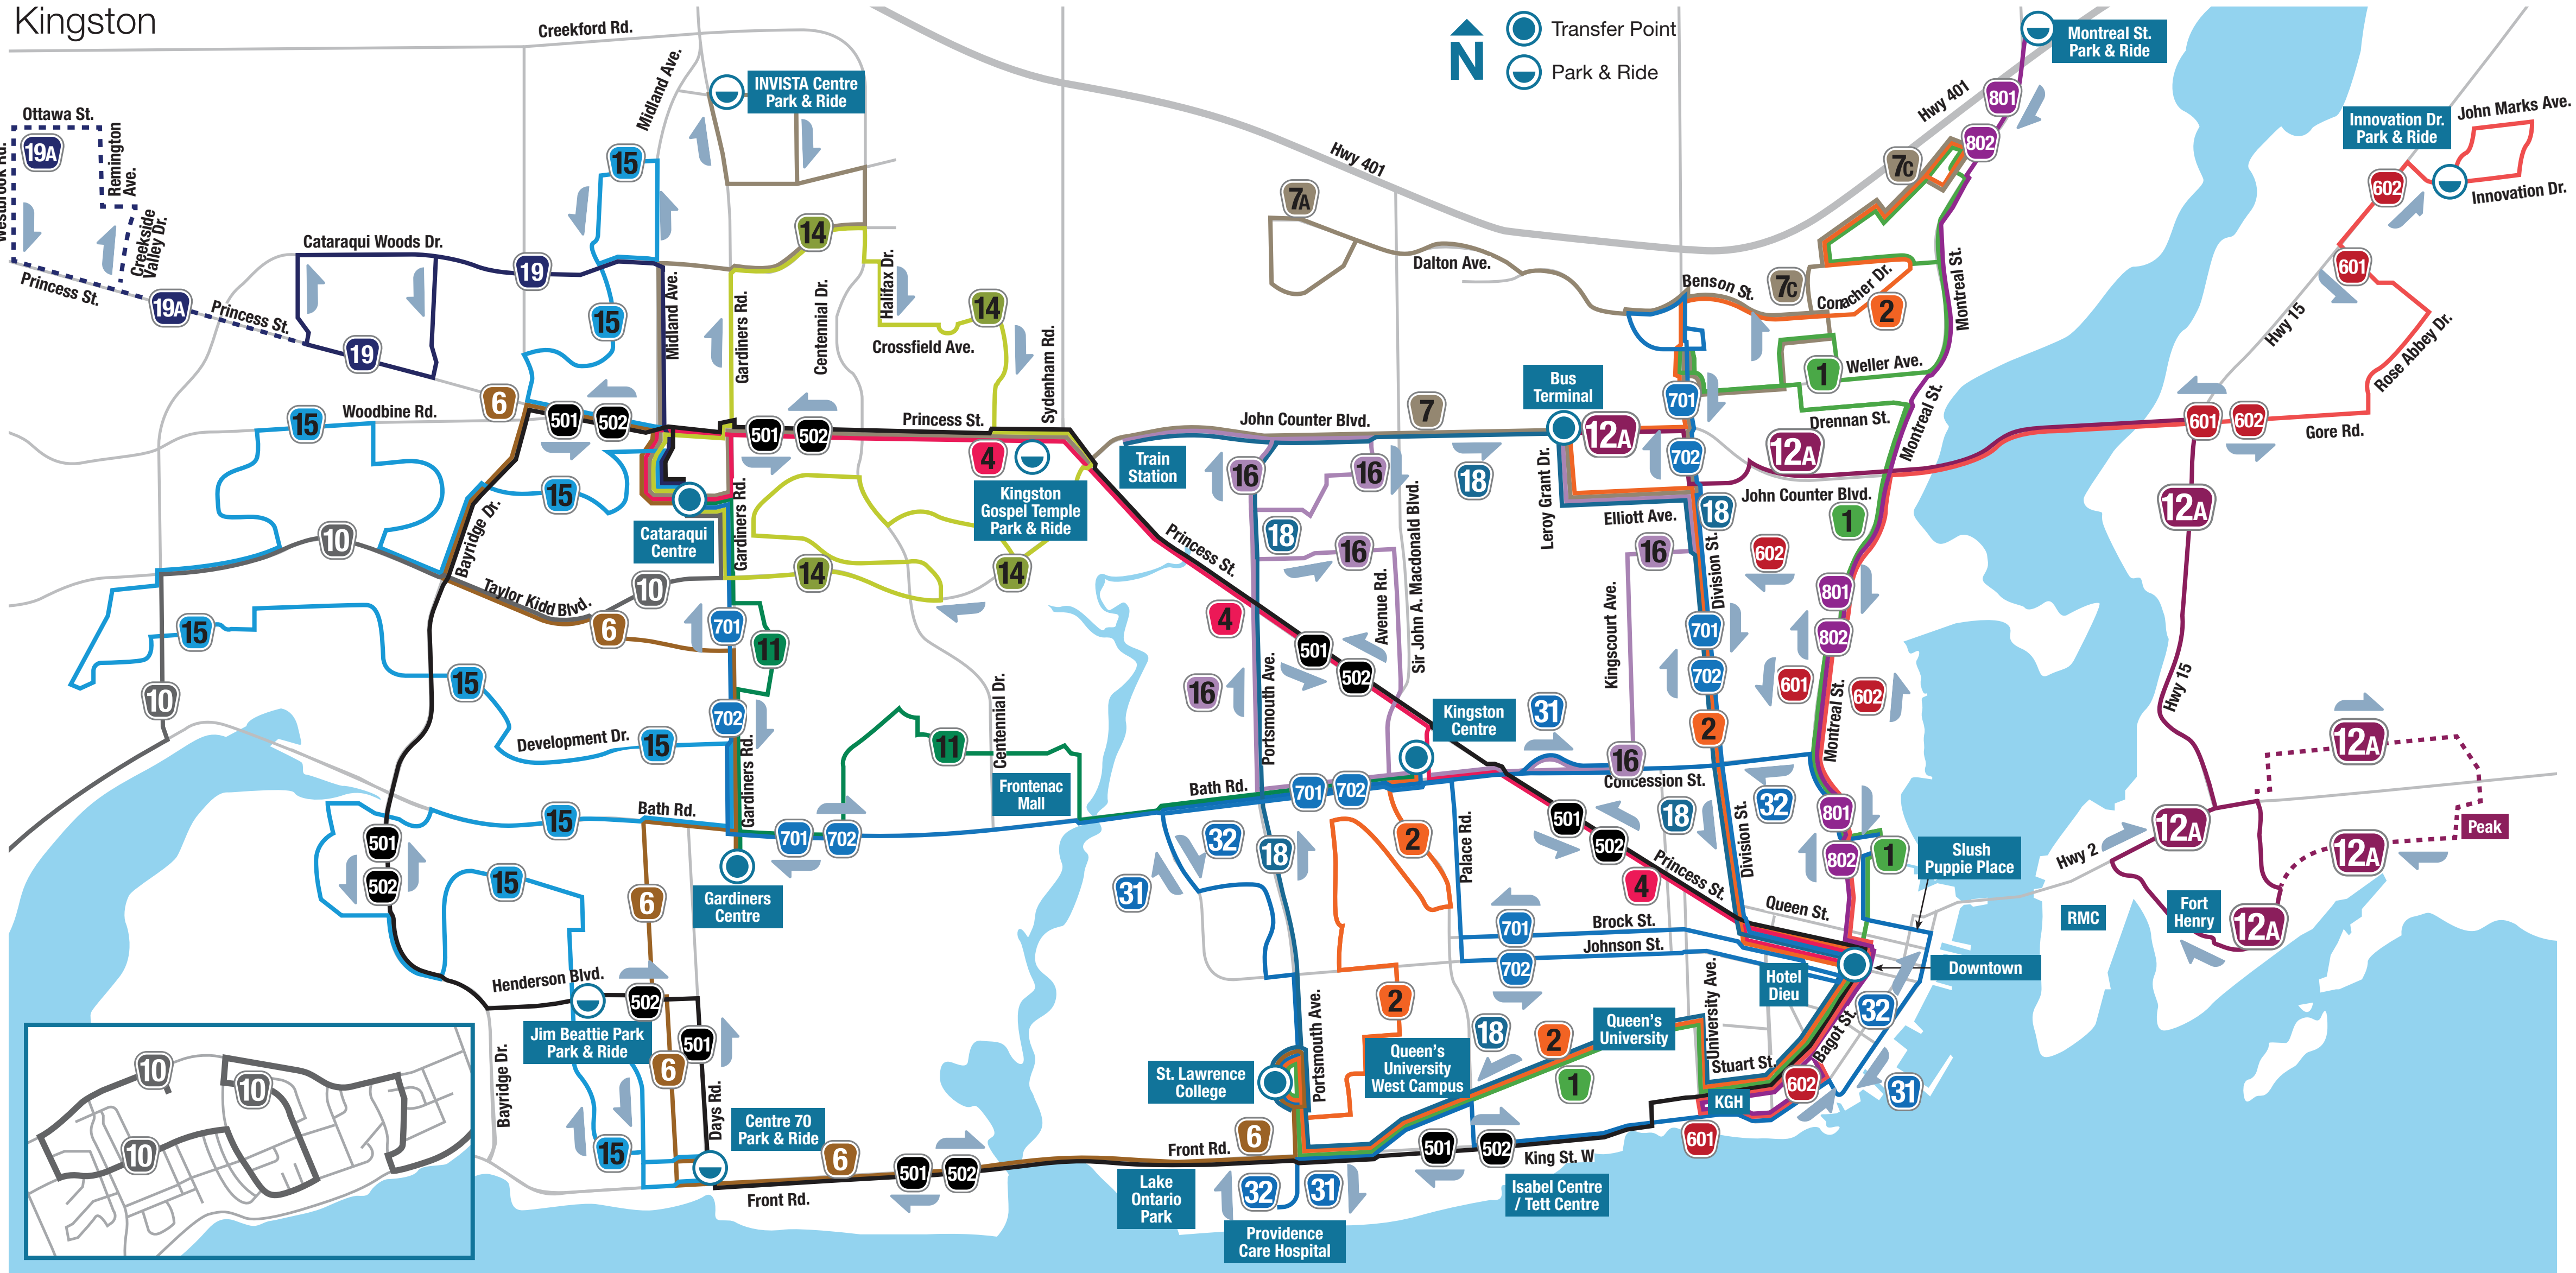 Kingston
N
Transfer Point
Park & Ride
Creekford Rd.
Midland Ave.
INVISTA Centre
Park & Ride
Montreal St.
Park & Ride
Hwy 401
801
802
7C
Innovation Dr.
Park & Ride
John Marks Ave.
Innovation Dr.
602
601
Hwy 15
Rose Abbey Dr.
Ottawa St.
19A
Remington
Ave.
Creekside
Valley Dr.
Princess St.
19A
Princess St.
Cataraqui Woods Dr.
19
19
15
15
14
Halifax Dr.
14
Crossfield Ave.
Midland Ave.
Gardiners Rd.
Centennial Dr.
Sydenham Rd.
Hwy 401
7A
Dalton Ave.
Benson St.
7C
Conacher Dr.
2
Montreal St.
1
Weller Ave.
Drennan St.
Montreal St.
Bus
Terminal
12A
701
702
12A
John Counter Blvd.
601
602
Gore Rd.
6
Woodbine Rd.
15
501
502
501
502
Princess St.
4
Kingston
Gospel Temple
Park & Ride
Train
Station
John Counter Blvd.
7
16
16
18
Leroy Grant Dr.
Elliott Ave.
18
1
12A
15
Cataraqui
Centre
Gardiners Rd.
10
Bayridge Dr.
Taylor Kidd Blvd.
10
6
14
14
Princess St.
18
16
16
Sir John A. Macdonald Blvd.
Avenue Rd.
Kingscourt Ave.
Division St.
602
801
802
701
702
11
4
501
502
701
702
601
602
Montreal St.
2
Hwy 15
15
10
15
Development Dr.
15
Gardiners Rd.
11
Centennial Dr.
Frontenac
Mall
16
Portsmouth Ave.
Kingston
Centre
31
16
Concession St.
32
12A
12A
Peak
12A
Bath Rd.
15
Bath Rd.
701
702
701
702
501
502
18
Division St.
801
802
1
Slush
Puppie Place
Hwy 2
12A
Fort
Henry
RMC
501
502
15
6
Gardiners
Centre
32
18
31
2
Palace Rd.
4
Princess St.
Queen St.
701
Brock St.
Johnson St.
702
Hotel
Dieu
Downtown
Henderson Blvd.
502
Jim Beattie Park
Park & Ride
501
6
Bayridge Dr.
Days Rd.
Centre 70
Park & Ride
15
6
501
502
Front Rd.
St. Lawrence
College
Portsmouth Ave.
2
Queen's
University
West Campus
18
2
1
Queen's
University
University Ave.
Stuart St.
Bagot St.
32
31
KGH
602
601
6
Front Rd.
501
502
King St. W
Lake
Ontario
Park
32
31
Providence
Care Hospital
Isabel Centre
/ Tett Centre
10
10
10